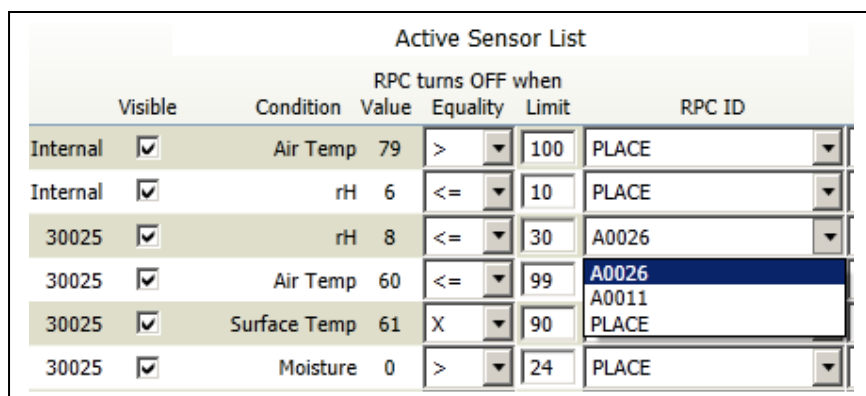 Active Sensor List
RPC turns OFF when
Visible Condition Value Equality Limit RPC ID
Internal Air Temp 79 > 100 PLACE
Internal rH 6 <= 10 PLACE
30025 rH 8 <= 30 A0026
30025 Air Temp 60 <= 99 A0026
A0011
30025 Surface Temp 61 X 90 PLACE
30025 Moisture 0 > 24 PLACE